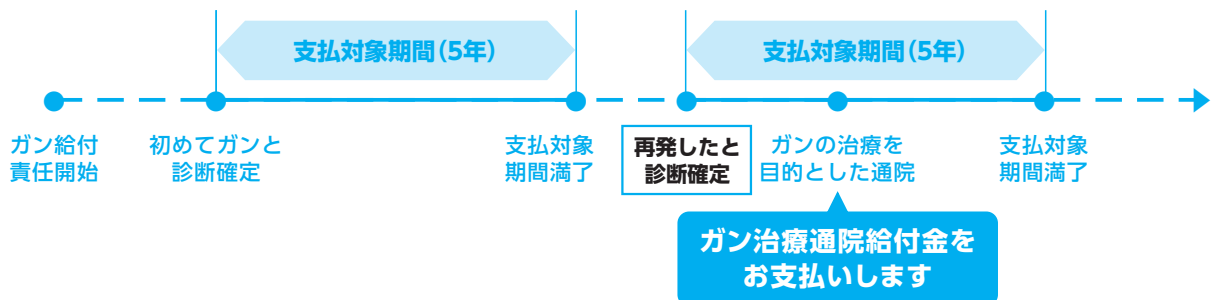 支払対象期間(5年)
支払対象期間(5年)
ガン給付
責任開始
初めてガンと
診断確定
支払対象
期間満了
再発したと
診断確定
ガンの治療を
目的とした通院
支払対象
期間満了
ガン治療通院給付金を
お支払いします